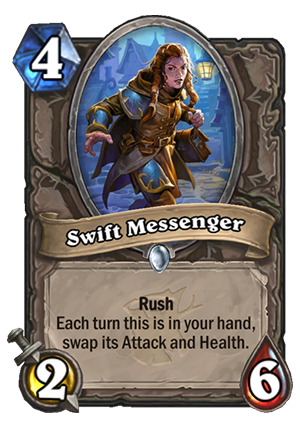 4
Swift Messenger
Rush
Each turn this is in your hand,
swap its Attack and Health.
2
6